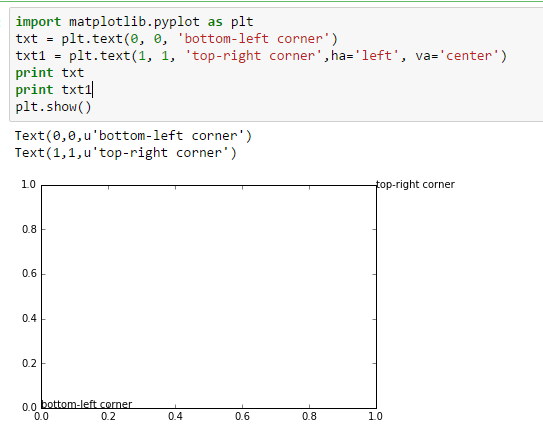 import matplotlib.pyplot as plt
txt = plt.text(0, 0, 'bottom-left corner')
txt1 = plt.text(1, 1, 'top-right corner',ha='left', va='center')
print txt
print txt1
plt.show()
Text(0,0,u'bottom-left corner')
Text(1,1,u'top-right corner')
1.0 top-right corner
0.8
0.6
0.4
0.2
0.0 bottom-left corner
0.0 0.2 0.4 0.6 0.8 1.0